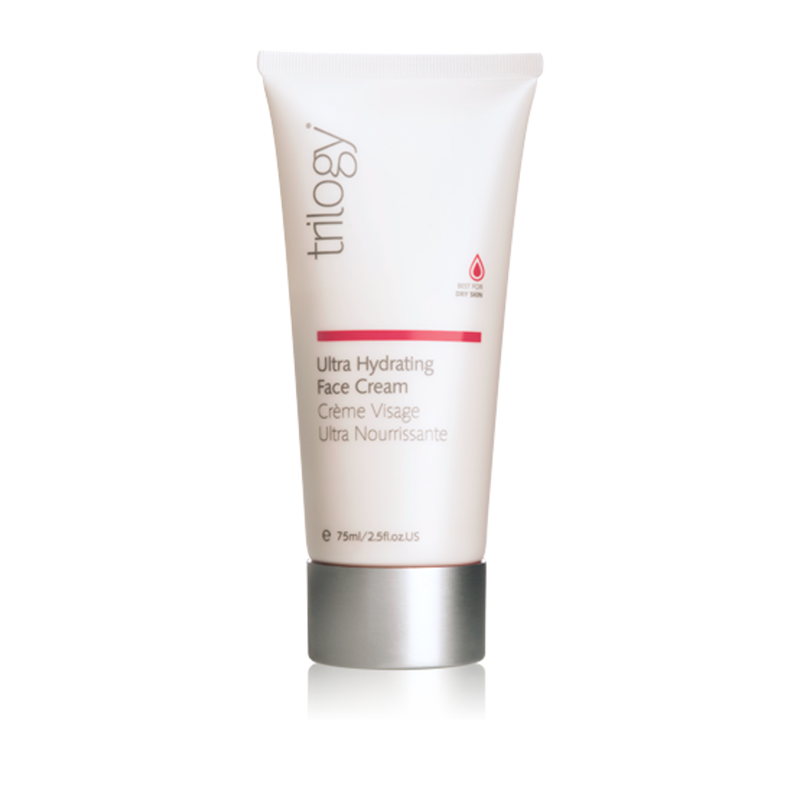 trilogy®
BEST FOR
DRY SKIN
Ultra Hydrating
Face Cream
Crème Visage
Ultra Nourrissante
e 75ml/2.5fl.oz.US